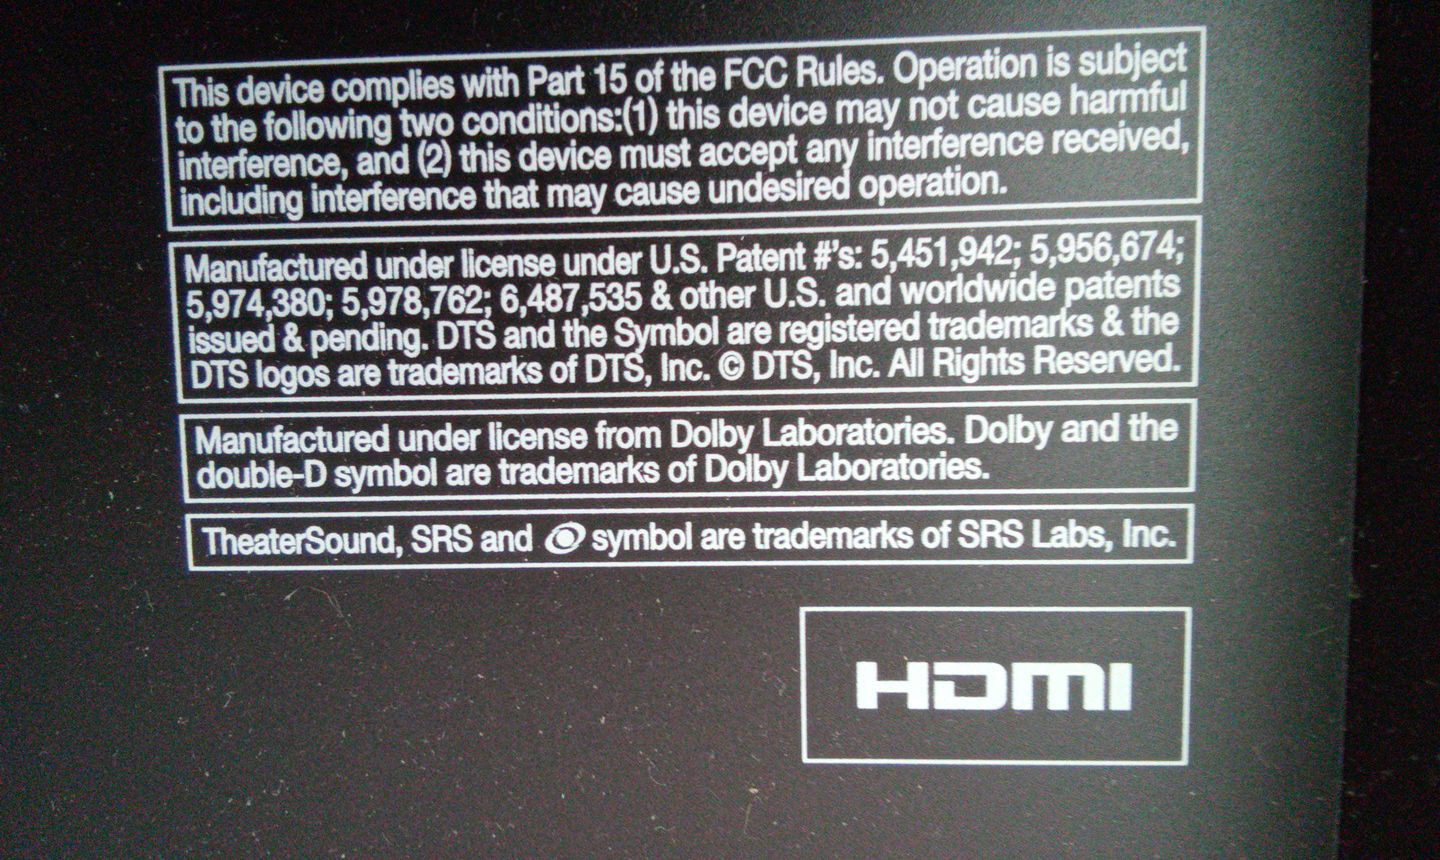 This device complies with Part 15 of the FCC Rules. Operation is subject
to the following two conditions:(1) this device may not cause harmful
interference, and (2) this device must accept any interference received,
including interference that may cause undesired operation.
Manufactured under license under U.S. Patent #'s: 5,451,942; 5,956,674;
5,974,380; 5,978,762; 6,487,535 & other U.S. and worldwide patents
issued & pending. DTS and the Symbol are registered trademarks & the
DTS logos are trademarks of DTS, Inc. © DTS, Inc. All Rights Reserved.
Manufactured under license from Dolby Laboratories. Dolby and the
double-D symbol are trademarks of Dolby Laboratories.
TheaterSound, SRS and symbol are trademarks of SRS Labs, Inc.
HDMI